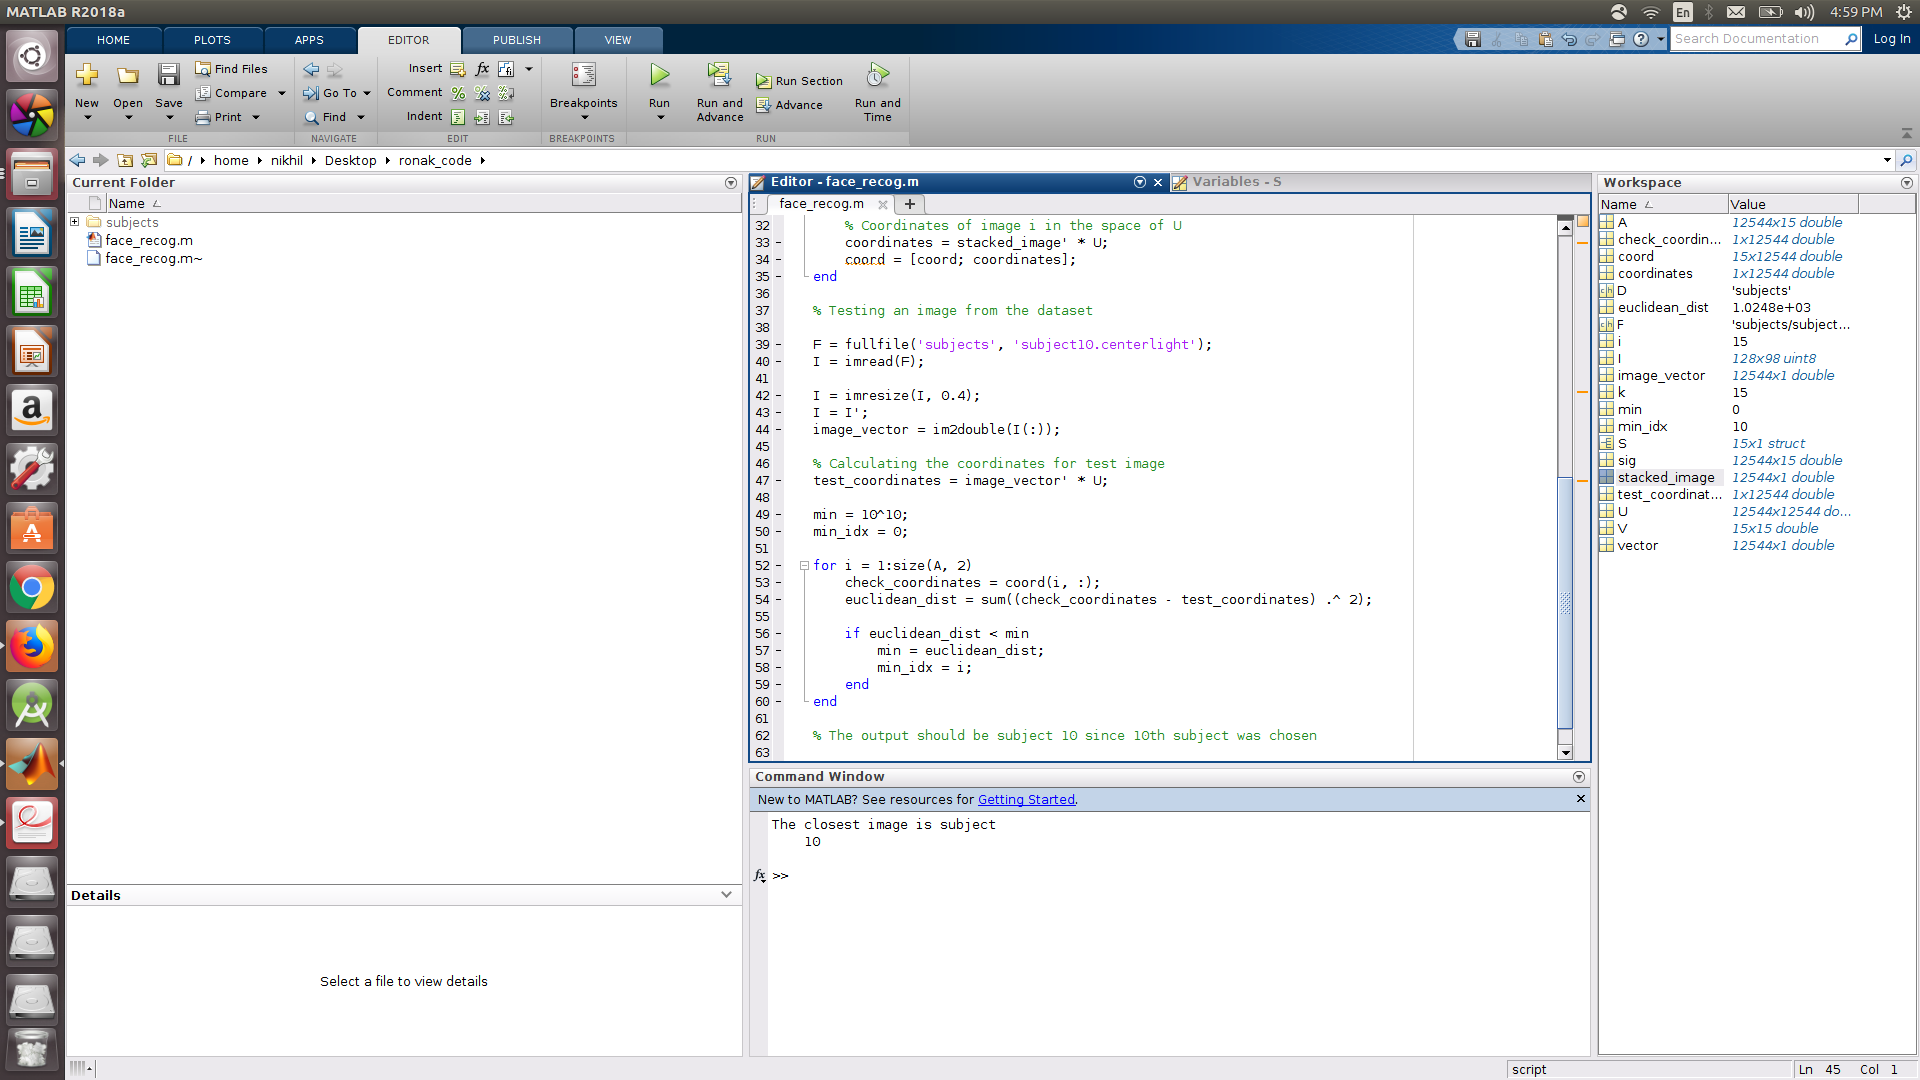 MATLAB R2018a
En
4:59 PM
HOME PLOTS APPS EDITOR PUBLISH VIEW
Search Documentation
Log In
New
Open
Save
Find Files
Compare
Print
FILE
Go To
Find
NAVIGATE
Insert fx
Comment
Indent
EDIT
Breakpoints
BREAKPOINTS
Run
Run and Advance
Run Section
Advance
Run and Time
RUN
/ home nikhil Desktop ronak_code
Current Folder
Name
subjects
face_recog.m
face_recog.m~
Details
Select a file to view details
Editor - face_recog.m
Variables - S
face_recog.m
32 % Coordinates of image i in the space of U
33 - coordinates = stacked_image' * U;
34 - coord = [coord; coordinates];
35 - end
36
37 % Testing an image from the dataset
38
39 - F = fullfile('subjects', 'subject10.centerlight');
40 - I = imread(F);
41
42 - I = imresize(I, 0.4);
43 - I = I';
44 - image_vector = im2double(I(:));
45
46 % Calculating the coordinates for test image
47 - test_coordinates = image_vector' * U;
48
49 - min = 10^10;
50 - min_idx = 0;
51
52 - for i = 1:size(A, 2)
53 - check_coordinates = coord(i, :);
54 - euclidean_dist = sum((check_coordinates - test_coordinates) .^ 2);
55
56 - if euclidean_dist < min
57 - min = euclidean_dist;
58 - min_idx = i;
59 - end
60 - end
61
62 % The output should be subject 10 since 10th subject was chosen
63
Command Window
New to MATLAB? See resources for Getting Started.
The closest image is subject
10
fx >>
Workspace
Name Value
A 12544x15 double
check_coordin... 1x12544 double
coord 15x12544 double
coordinates 1x12544 double
D 'subjects'
euclidean_dist 1.0248e+03
F 'subjects/subject...
i 15
I 128x98 uint8
image_vector 12544x1 double
k 15
min 0
min_idx 10
S 15x1 struct
sig 12544x15 double
stacked_image 12544x1 double
test_coordinat... 1x12544 double
U 12544x12544 do...
V 15x15 double
vector 12544x1 double
script
Ln 45 Col 1